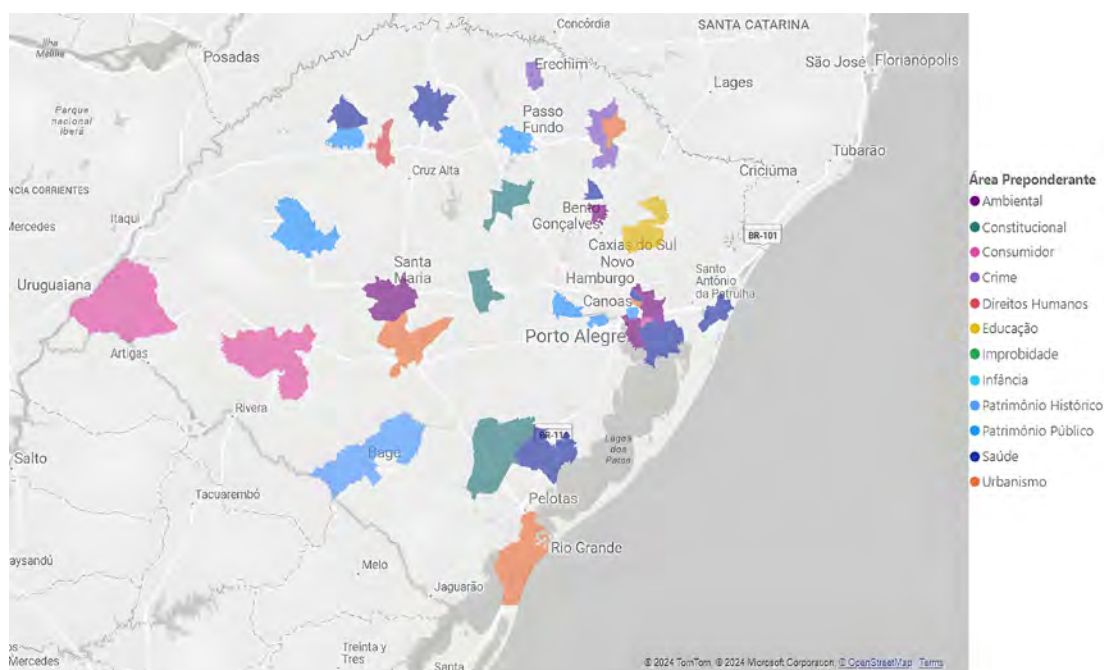 Concórdia
SANTA CATARINA
Posadas
São José
Florianópolis
Erechim
Lages
Parque
nacional
Iberá
Passo
Fundo
Tubarão
Cruz Alta
Criciúma
Área Preponderante
NCIA CORRIENTES
Ambiental
Mercedes
Itaqui
Bento
Gonçalves
Constitucional
BR-101
Caxias do Sul
Consumidor
Santa
Maria
Novo
Hamburgo
Santo
Antônio
da Patrulha
Crime
Uruguaiana
Canoas
Direitos Humanos
Porto Alegre
Educação
Artigas
Improbidade
Infância
Rivera
Patrimônio Histórico
Patrimônio Público
Salto
Bagé
BR-116
Lagoa
dos
Patos
Saúde
Urbanismo
Tacuarembó
Pelotas
aysandú
Melo
Rio Grande
Jaguarão
os
Mercedes
Treinta y
Tres
Santa
© 2024 TomTom, © 2024 Microsoft Corporation, © OpenStreetMap Terms